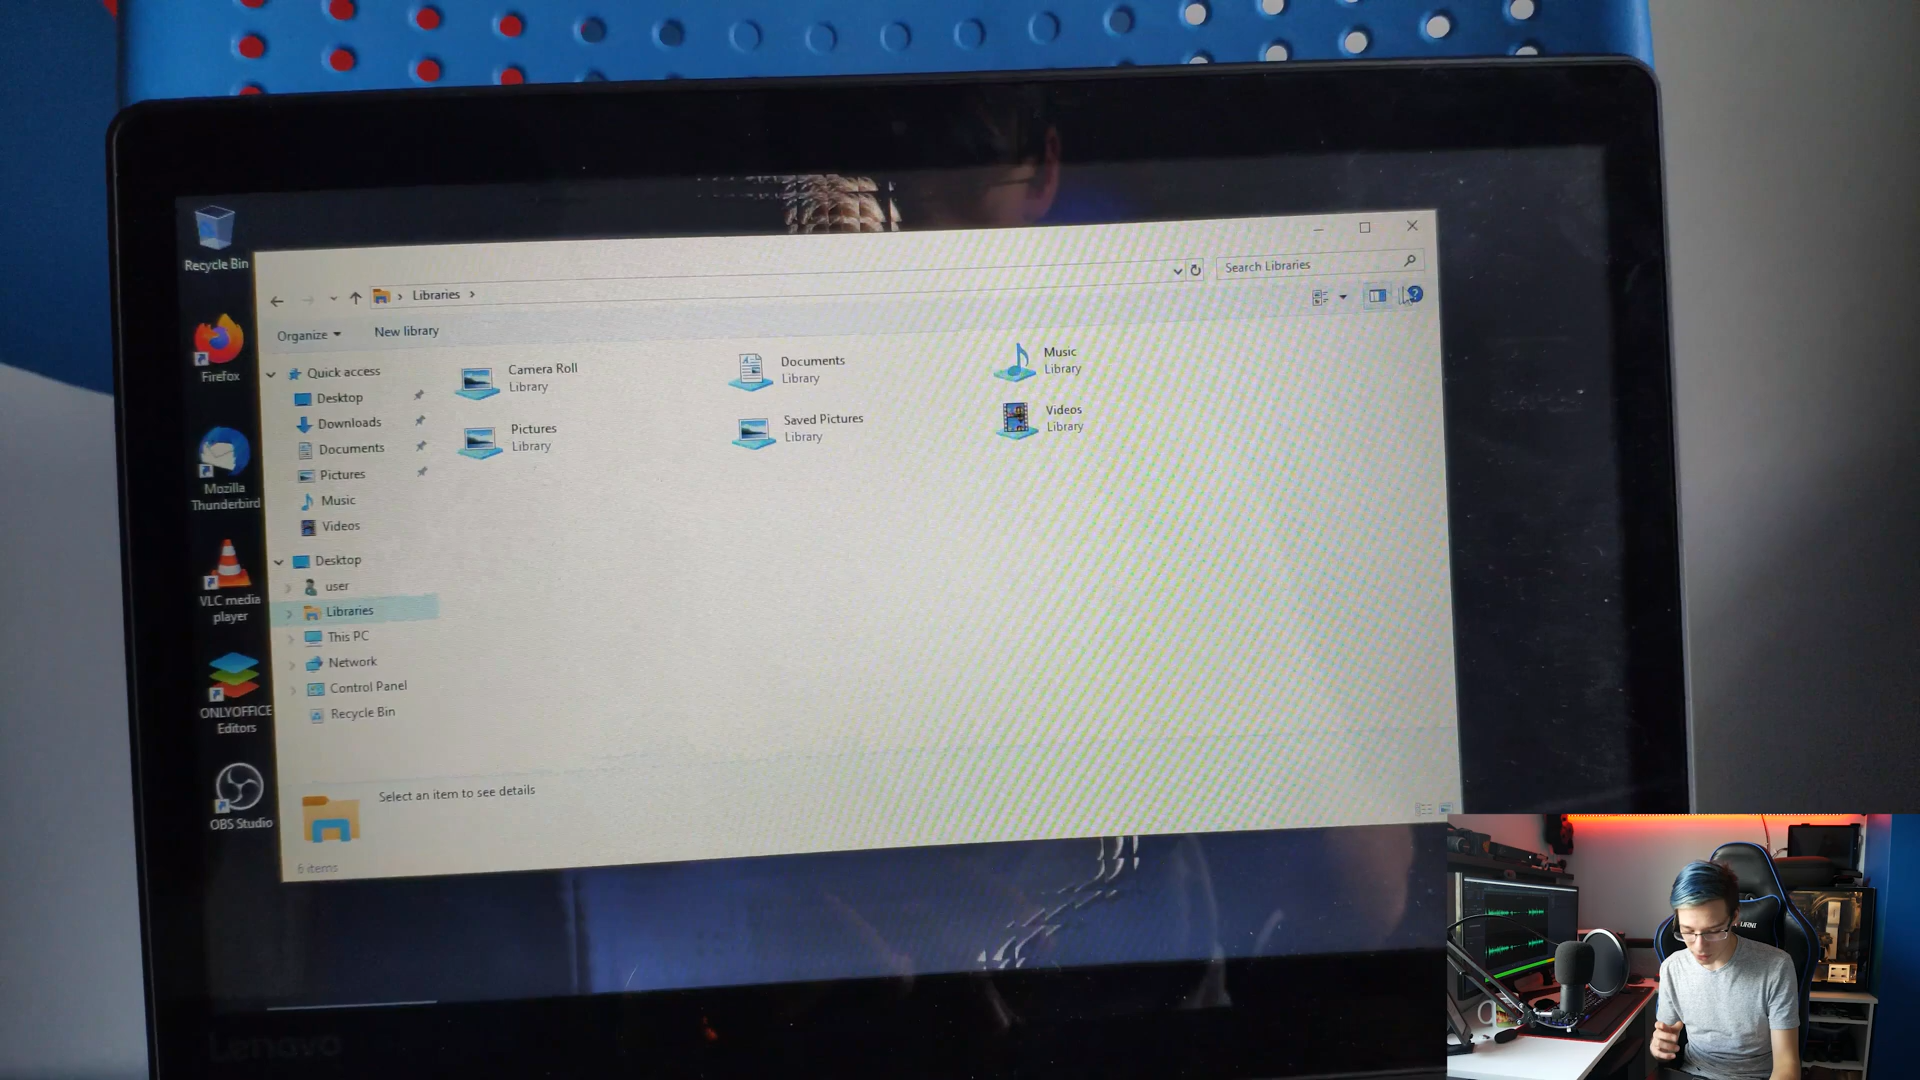 Recycle Bin
Firefox
Mozilla
Thunderbird
VLC media
player
ONLYOFFICE
Editors
OBS Studio
Libraries
Search Libraries
Organize
New library
Quick access
Desktop
Downloads
Documents
Pictures
Music
Videos
Desktop
user
Libraries
This PC
Network
Control Panel
Recycle Bin
Camera Roll
Library
Documents
Library
Music
Library
Pictures
Library
Saved Pictures
Library
Videos
Library
Select an item to see details
6 items
Lenovo